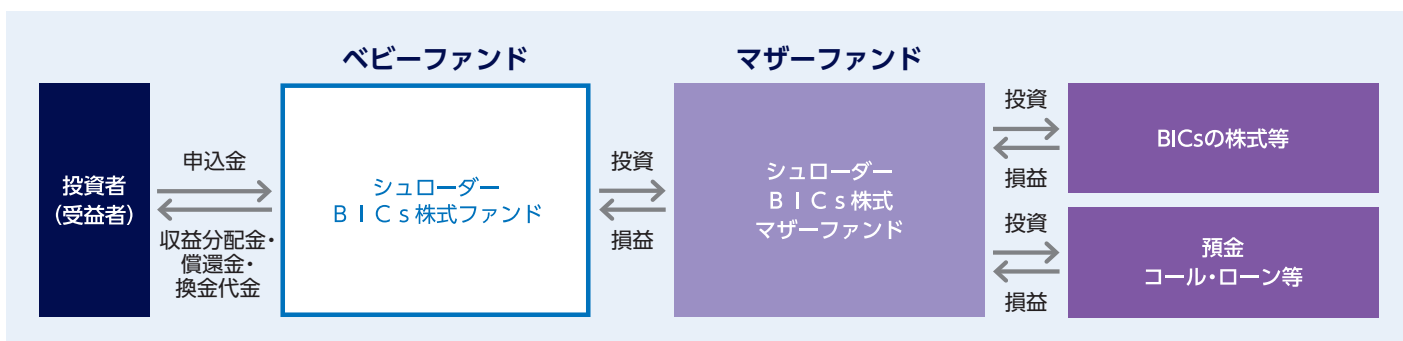 ベビーファンド
マザーファンド
投資者
(受益者)
申込金
収益分配金・
償還金・
換金代金
シュローダー
ＢＩＣｓ株式ファンド
投資
損益
シュローダー
ＢＩＣｓ株式
マザーファンド
投資
損益
BICsの株式等
投資
損益
預金
コール・ローン等